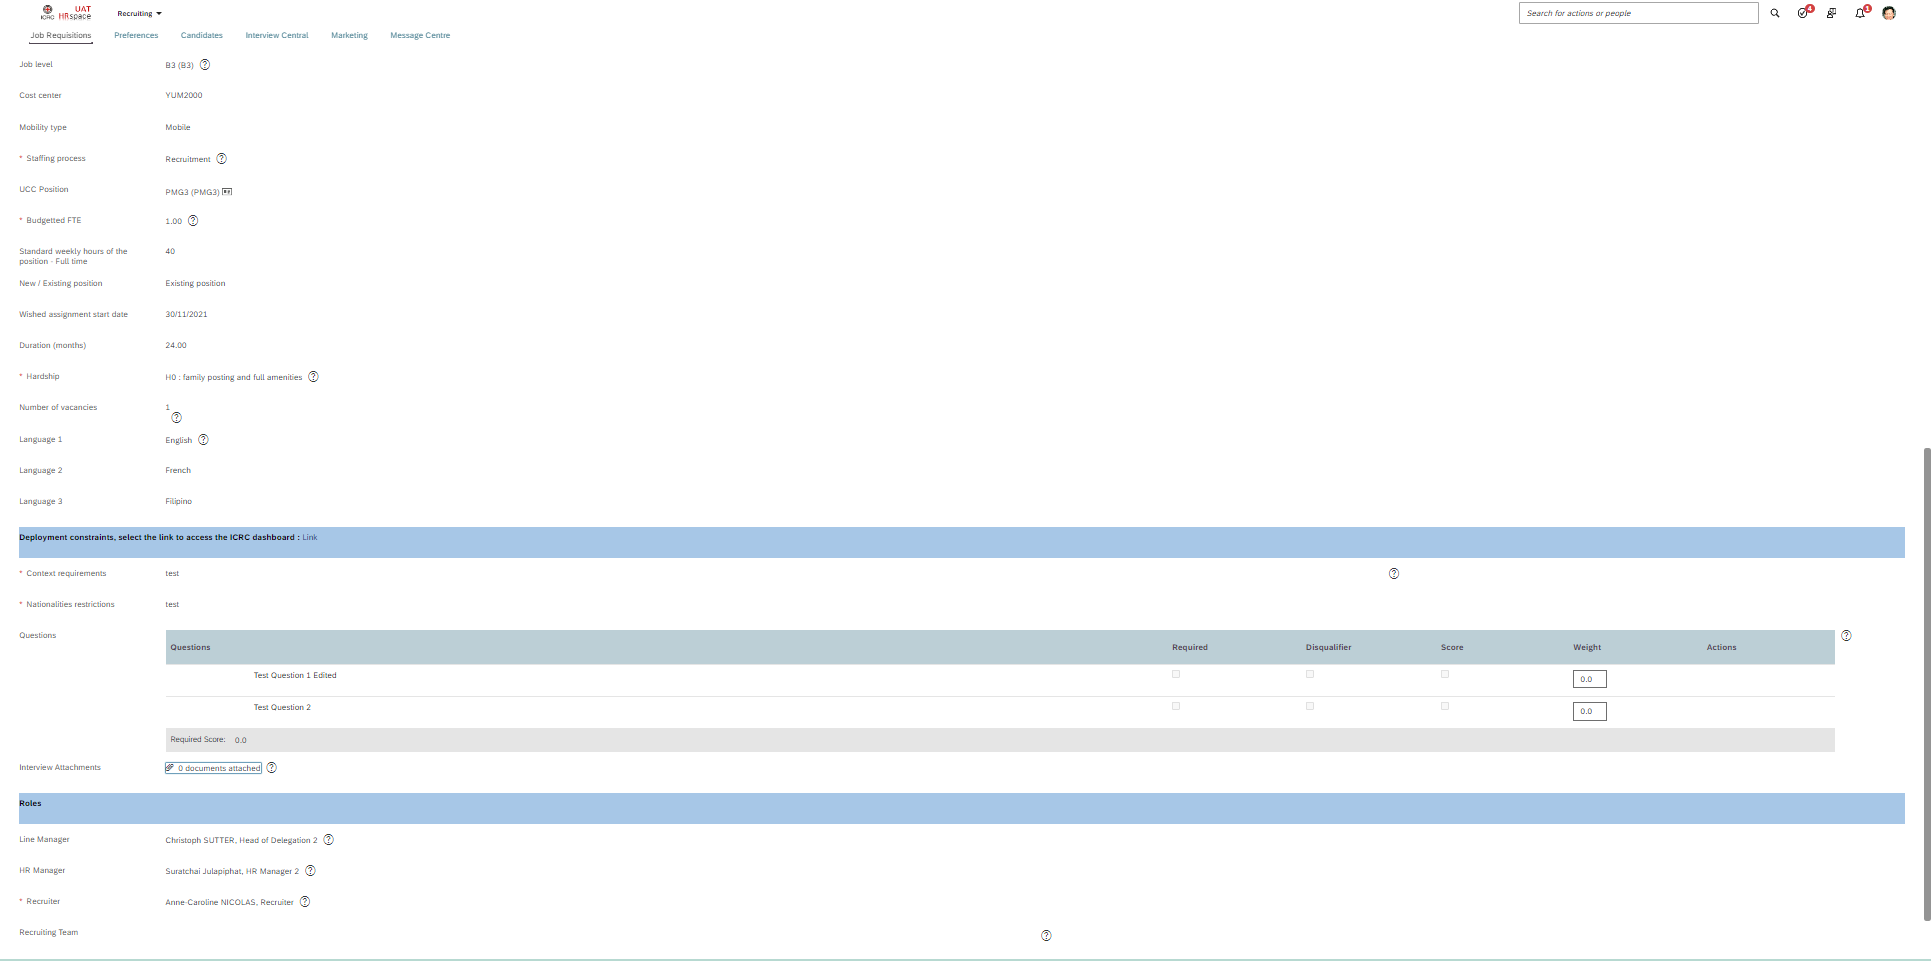 ICRC UAT HRspace Recruiting Search for actions or people 4 1
Job Requisitions Preferences Candidates Interview Central Marketing Message Centre
Job level B3 (B3) ?
Cost center YUM2000
Mobility type Mobile
* Staffing process Recruitment ?
UCC Position PMG3 (PMG3)
* Budgetted FTE 1.00 ?
Standard weekly hours of the 40
position - Full time
New / Existing position Existing position
Wished assignment start date 30/11/2021
Duration (months) 24.00
* Hardship H0 : family posting and full amenities ?
Number of vacancies 1
?
Language 1 English ?
Language 2 French
Language 3 Filipino
Deployment constraints, select the link to access the ICRC dashboard : Link
* Context requirements test ?
* Nationalities restrictions test
Questions ?
Questions Required Disqualifier Score Weight Actions
Test Question 1 Edited 0.0
Test Question 2 0.0
Required Score: 0.0
Interview Attachments 0 documents attached ?
Roles
Line Manager Christoph SUTTER, Head of Delegation 2 ?
HR Manager Suratchai Julapiphat, HR Manager 2 ?
* Recruiter Anne-Caroline NICOLAS, Recruiter ?
Recruiting Team ?